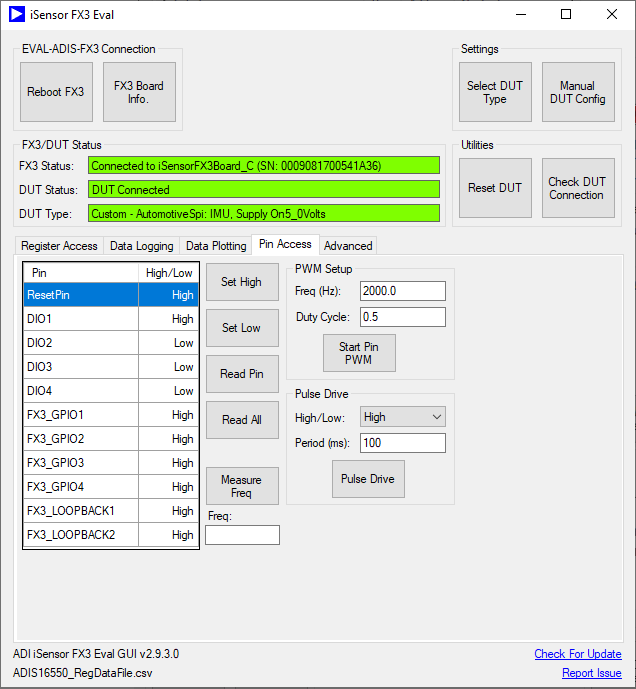 iSensor FX3 Eval
EVAL-ADIS-FX3 Connection
Reboot FX3
FX3 Board
Info.
Settings
Select DUT
Type
Manual
DUT Config
FX3/DUT Status
FX3 Status:
Connected to iSensorFX3Board_C (SN: 0009081700541A36)
DUT Status:
DUT Connected
DUT Type:
Custom - AutomotiveSpi: IMU, Supply On5_0Volts
Utilities
Reset DUT
Check DUT
Connection
Register Access
Data Logging
Data Plotting
Pin Access
Advanced
Pin High/Low
ResetPin High
DIO1 High
DIO2 Low
DIO3 Low
DIO4 Low
FX3_GPIO1 High
FX3_GPIO2 High
FX3_GPIO3 High
FX3_GPIO4 High
FX3_LOOPBACK1 High
FX3_LOOPBACK2 High
Set High
Set Low
Read Pin
Read All
Measure
Freq
Freq:
PWM Setup
Freq (Hz): 2000.0
Duty Cycle: 0.5
Start Pin
PWM
Pulse Drive
High/Low: High
Period (ms): 100
Pulse Drive
ADI iSensor FX3 Eval GUI v2.9.3.0
Check For Update
ADIS16550_RegDataFile.csv
Report Issue